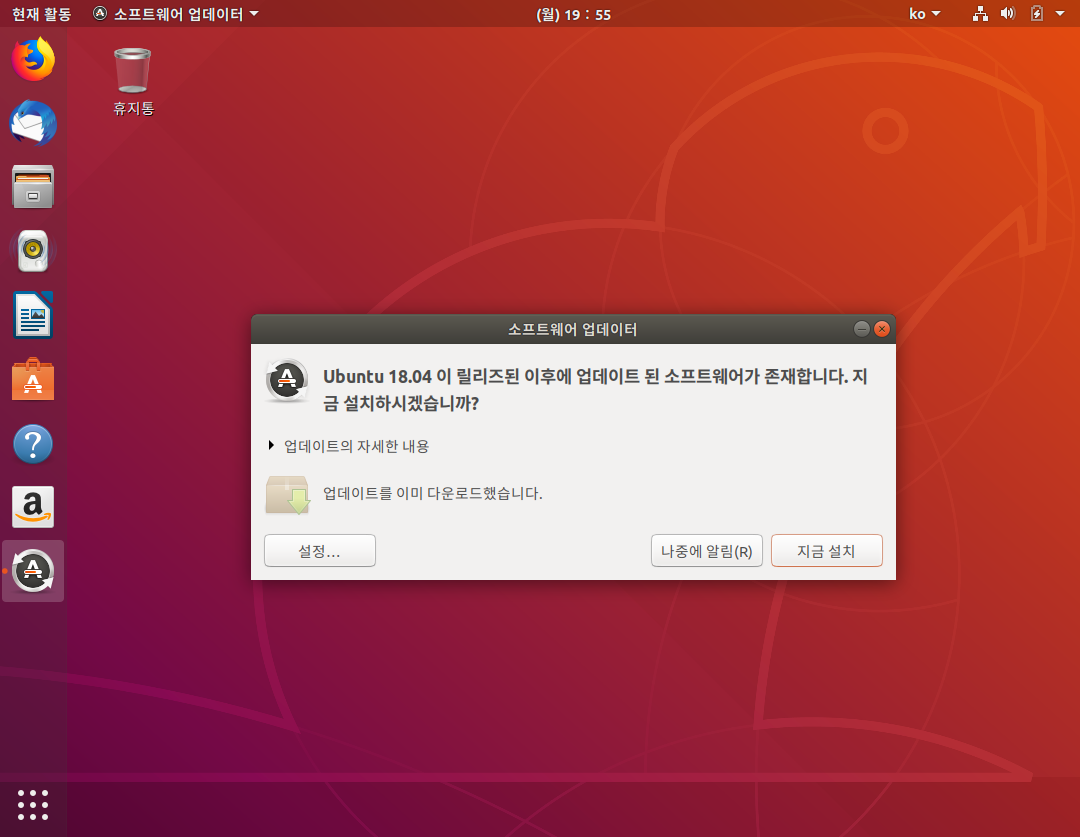 현재 활동
소프트웨어 업데이터
(월) 19 : 55
ko
휴지통
소프트웨어 업데이터
Ubuntu 18.04 이 릴리즈된 이후에 업데이트 된 소프트웨어가 존재합니다. 지
금 설치하시겠습니까?
업데이트의 자세한 내용
업데이트를 이미 다운로드했습니다.
설정...
나중에 알림(R)
지금 설치